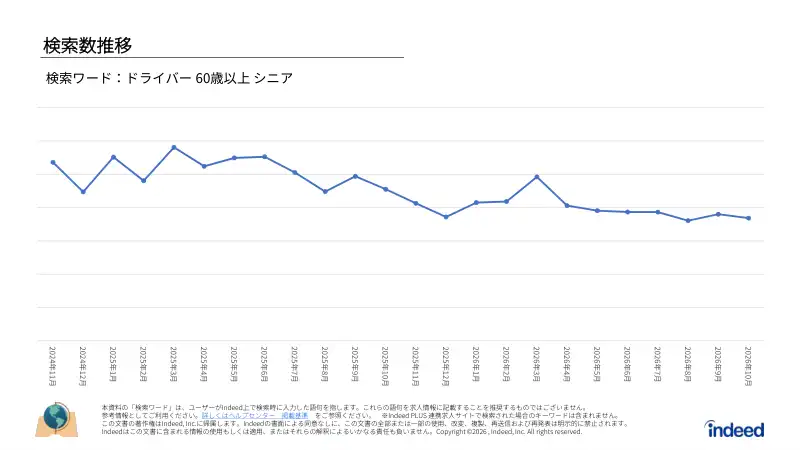 検索数推移
検索ワード：ドライバー 60歳以上 シニア
2024年11月
2024年12月
2025年1月
2025年2月
2025年3月
2025年4月
2025年5月
2025年6月
2025年7月
2025年8月
2025年9月
2025年10月
2025年11月
2025年12月
2026年1月
2026年2月
2026年3月
2026年4月
2026年5月
2026年6月
2026年7月
2026年8月
2026年9月
2026年10月
本資料の「検索ワード」は、ユーザーがIndeed上で検索時に入力した語句を指します。これらの語句を求人情報に記載することを推奨するものではございません。
参考情報としてご利用ください。詳しくはヘルプセンター　掲載基準　をご参照ください。　※Indeed PLUS 連携求人サイトで検索された場合のキーワードは含まれません。
この文書の著作権はIndeed, Inc.に帰属します。Indeedの書面による同意なしに、この文書の全部または一部の使用、改変、複製、再送信および再発表は明示的に禁止されます。
Indeedはこの文書に含まれる情報の使用もしくは適用、またはそれらの解釈によるいかなる責任も負いません。Copyright ©2026 , Indeed, Inc. All rights reserved.
indeed